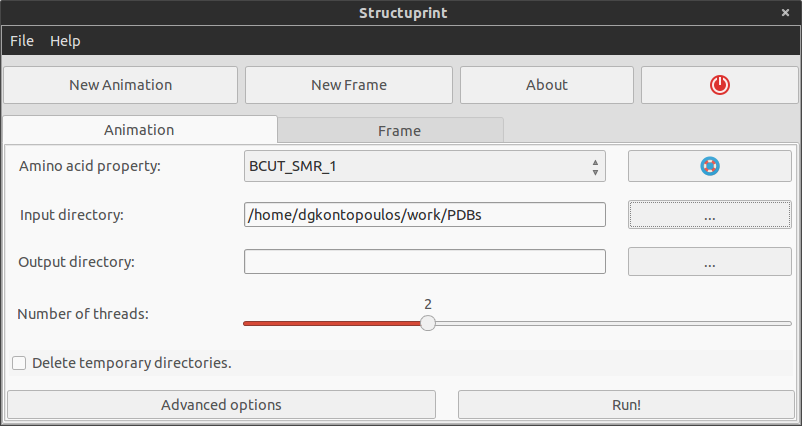 Structuprint ×
File Help
New Animation New Frame About
Animation Frame
Amino acid property: BCUT_SMR_1
Input directory: /home/dgkontopoulos/work/PDBs ...
Output directory: ...
2
Number of threads:
Delete temporary directories.
Advanced options Run!